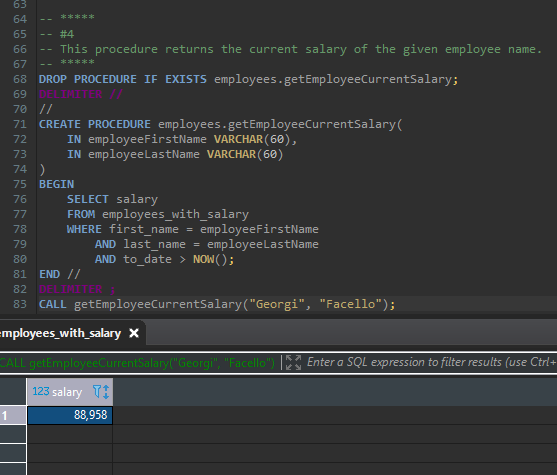 63
64 -- *****
65 -- #4
66 -- This procedure returns the current salary of the given employee name.
67 -- *****
68 DROP PROCEDURE IF EXISTS employees.getEmployeeCurrentSalary;
69 DELIMITER //
70 //
71 CREATE PROCEDURE employees.getEmployeeCurrentSalary(
72 IN employeeFirstName VARCHAR(60),
73 IN employeeLastName VARCHAR(60)
74 )
75 BEGIN
76 SELECT salary
77 FROM employees_with_salary
78 WHERE first_name = employeeFirstName
79 AND last_name = employeeLastName
80 AND to_date > NOW();
81 END //
82 DELIMITER ;
83 CALL getEmployeeCurrentSalary("Georgi", "Facello");
employees_with_salary
CALL getEmployeeCurrentSalary("Georgi", "Facello") Enter a SQL expression to filter results (use Ctrl+
123 salary
1 88,958